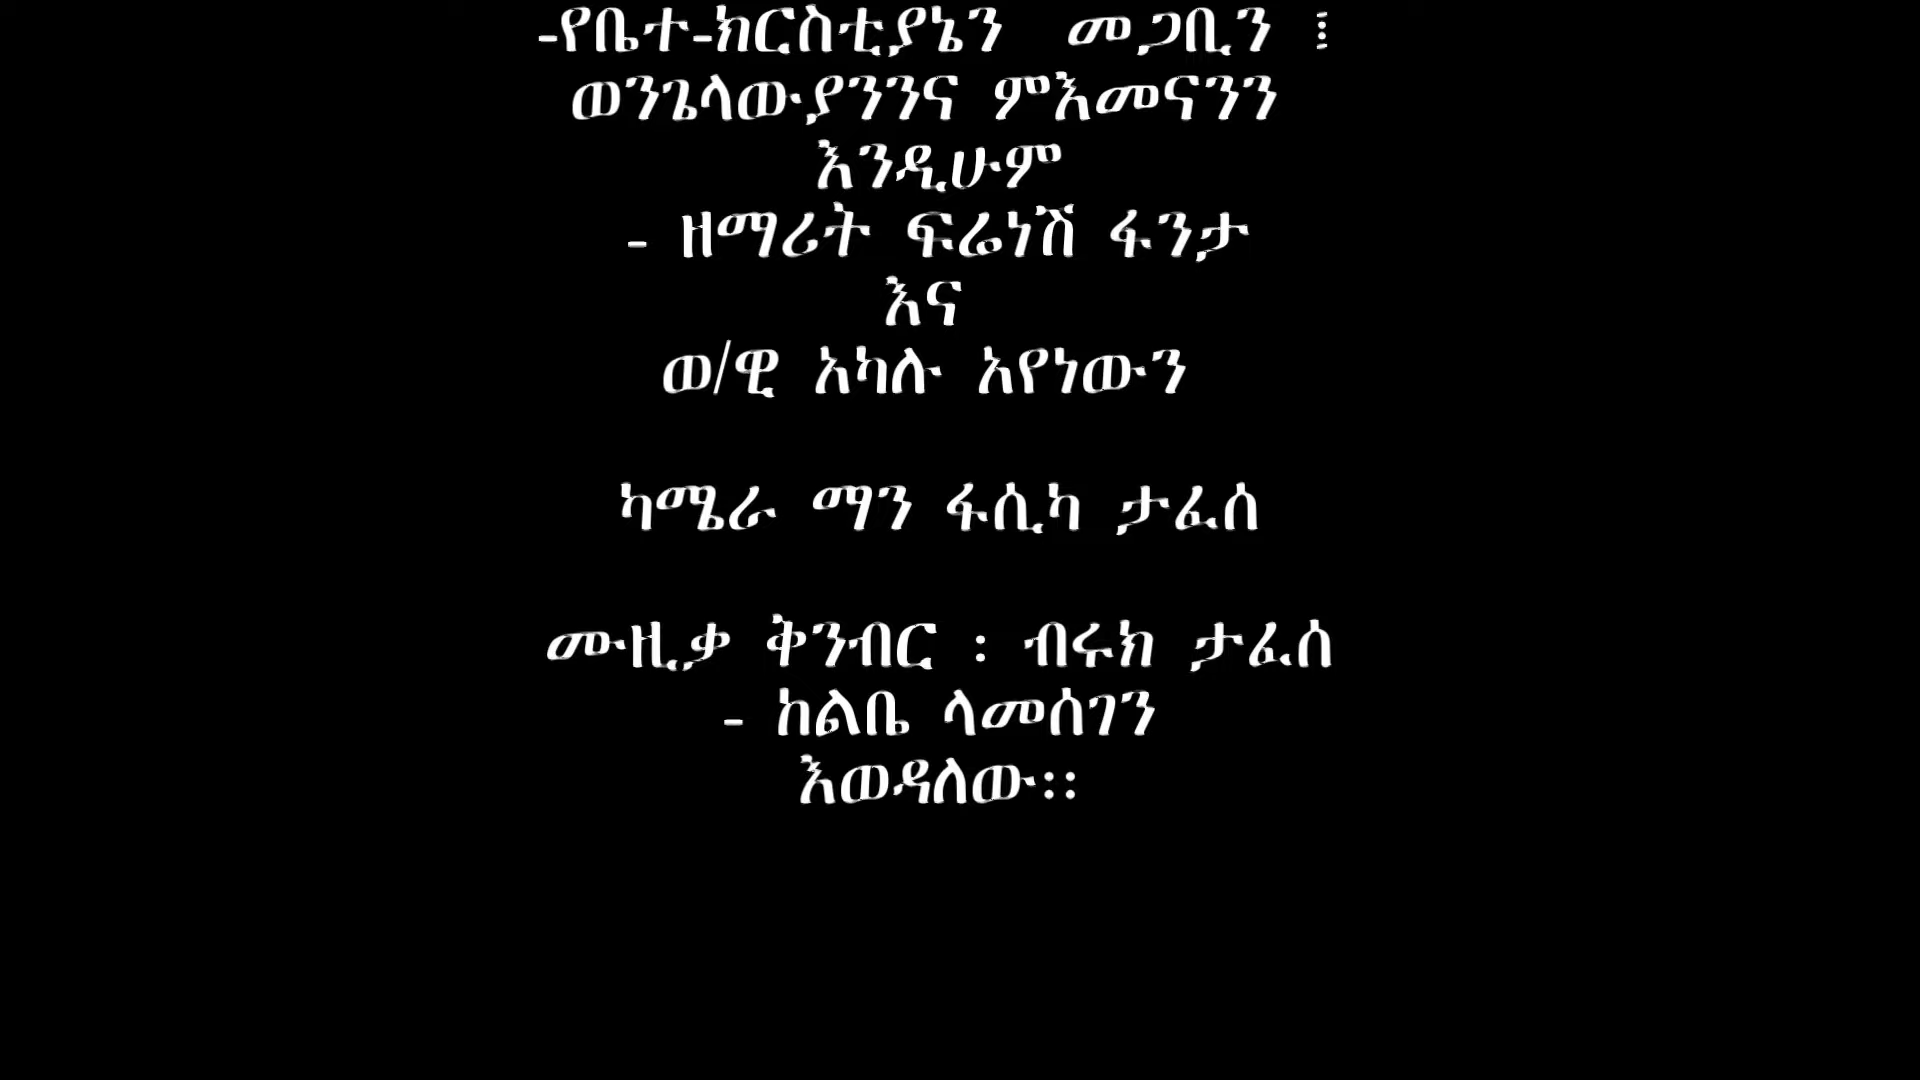 -የቤተ-ክርስቲያኔን መጋቢን ፤
ወንጌላውያንንና ምእመናንን
እንዲሁም
- ዘማሪት ፍሬነሽ ፋንታ
እና
ወ/ዊ አካሉ አየነውን
ካሜራ ማን ፋሲካ ታፈሰ
ሙዚቃ ቅንብር ፡ ብሩክ ታፈሰ
- ከልቤ ላመሰገን
እወዳለው፡፡